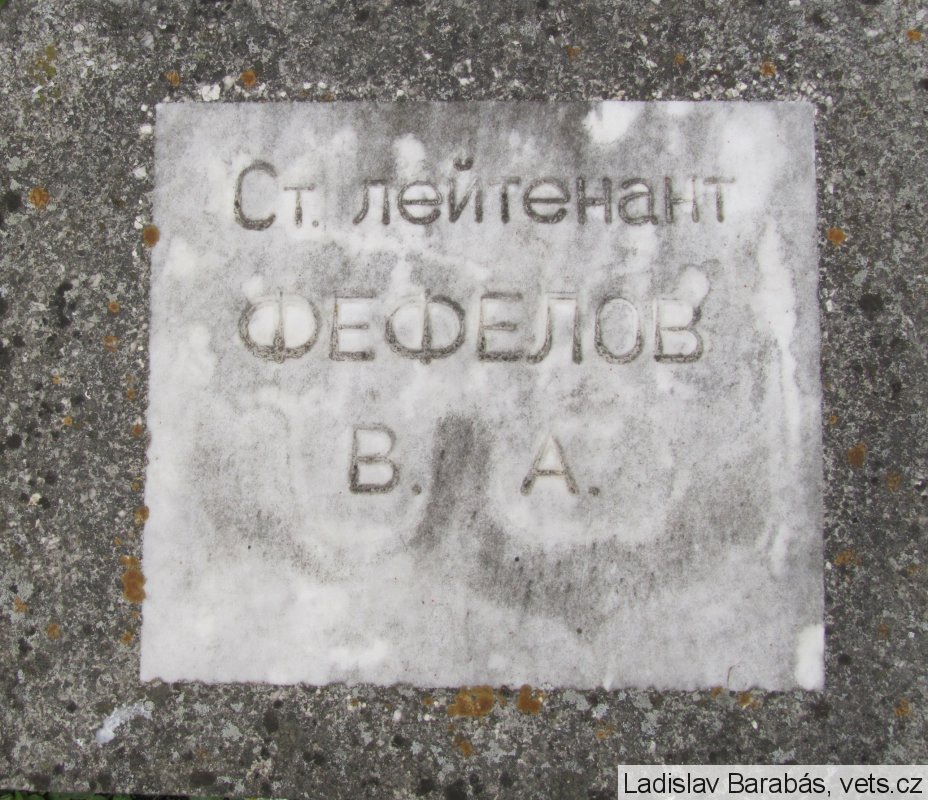 Ст. лейтенант
ФЕФЕЛОВ
В. А.
Ladislav Barabás, vets.cz